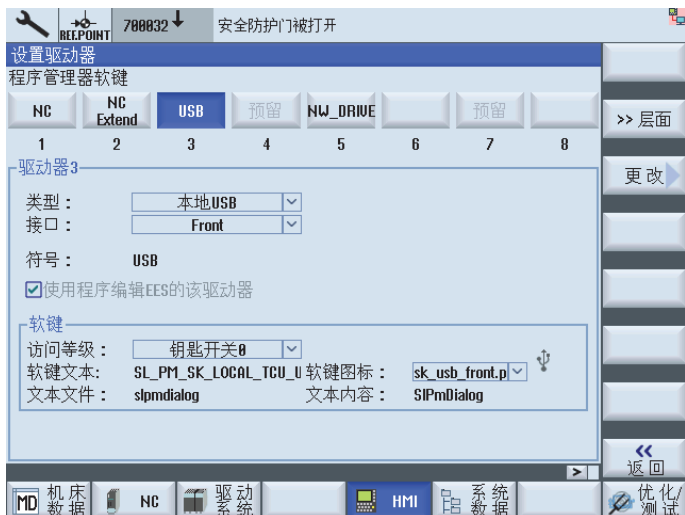 REF.POINT 700032 安全防护门被打开
设置驱动器
程序管理器软键
NC NC Extend USB 预留 NW_DRIVE 预留 >> 层面
1 2 3 4 5 6 7 8
驱动器3
更改
类型： 本地USB
接口： Front
符号： USB
使用程序编辑EES的该驱动器
软键
访问等级： 钥匙开关0
软键文本: SL_PM_SK_LOCAL_TCU_U 软键图标： sk_usb_front.p
文本文件： slpmdialog 文本内容： SlPmDialog
<< 返回
>
MD 机床数据 NC 驱动系统 HMI 系统数据 优化/测试